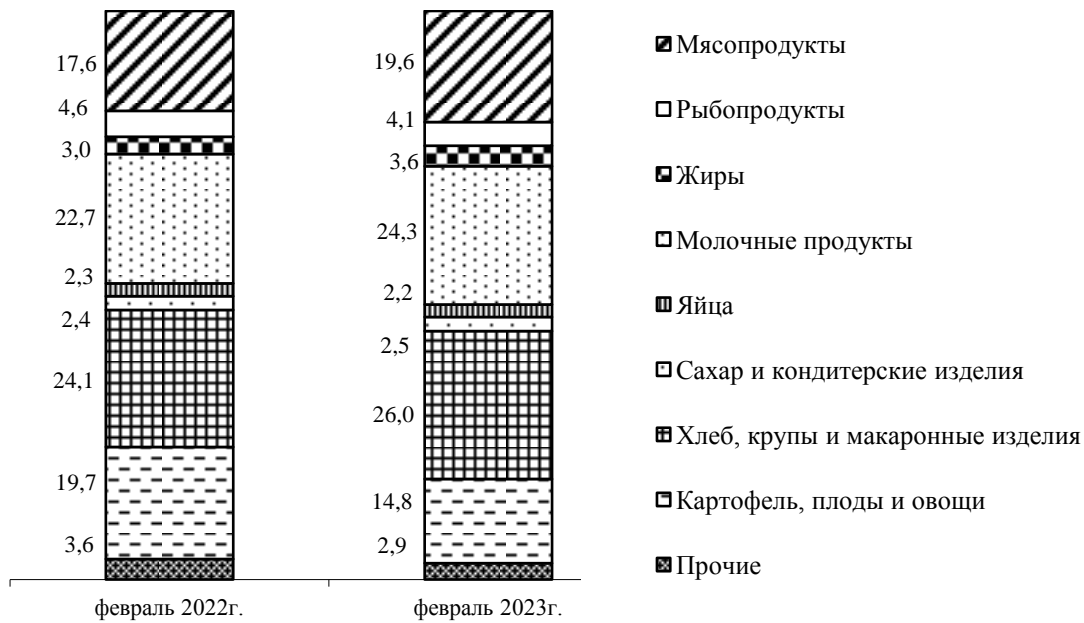 17,6
4,6
3,0
22,7
2,3
2,4
24,1
19,7
3,6
февраль 2022г.
19,6
4,1
3,6
24,3
2,2
2,5
26,0
14,8
2,9
февраль 2023г.
Мясопродукты
Рыбопродукты
Жиры
Молочные продукты
Яйца
Сахар и кондитерские изделия
Хлеб, крупы и макаронные изделия
Картофель, плоды и овощи
Прочие